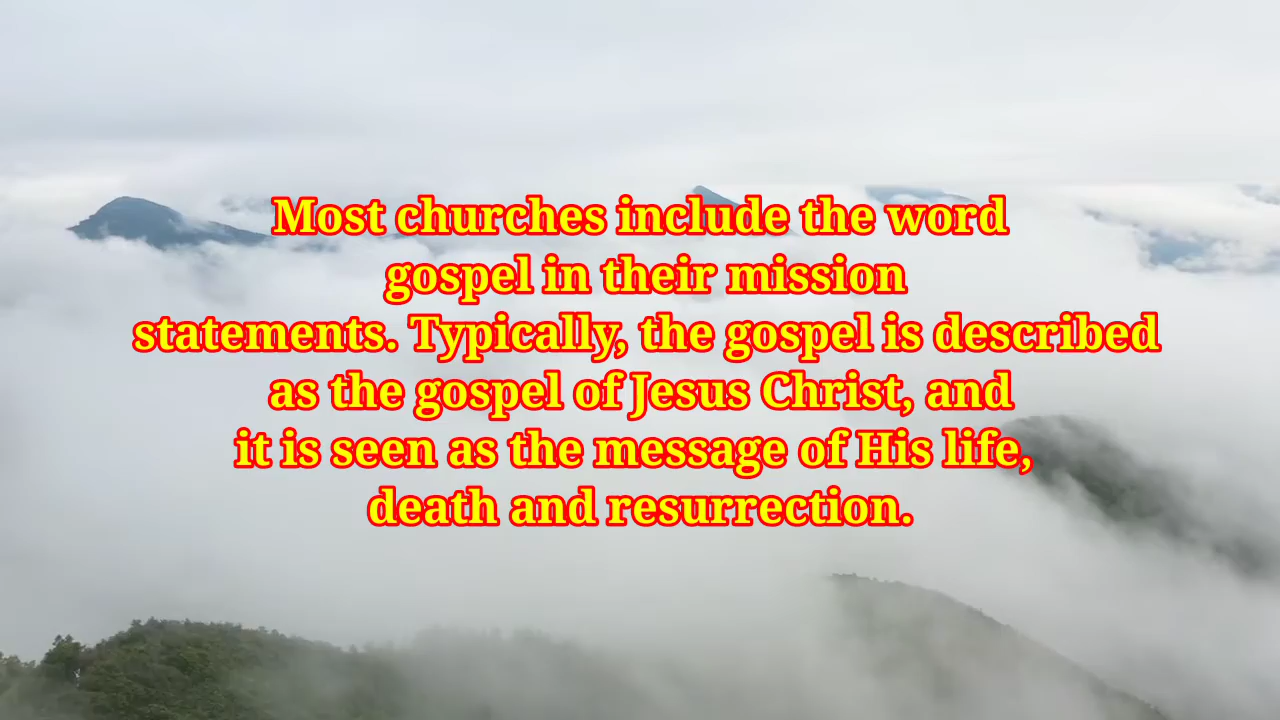 Most churches include the word
gospel in their mission
statements. Typically, the gospel is described
as the gospel of Jesus Christ, and
it is seen as the message of His life,
death and resurrection.